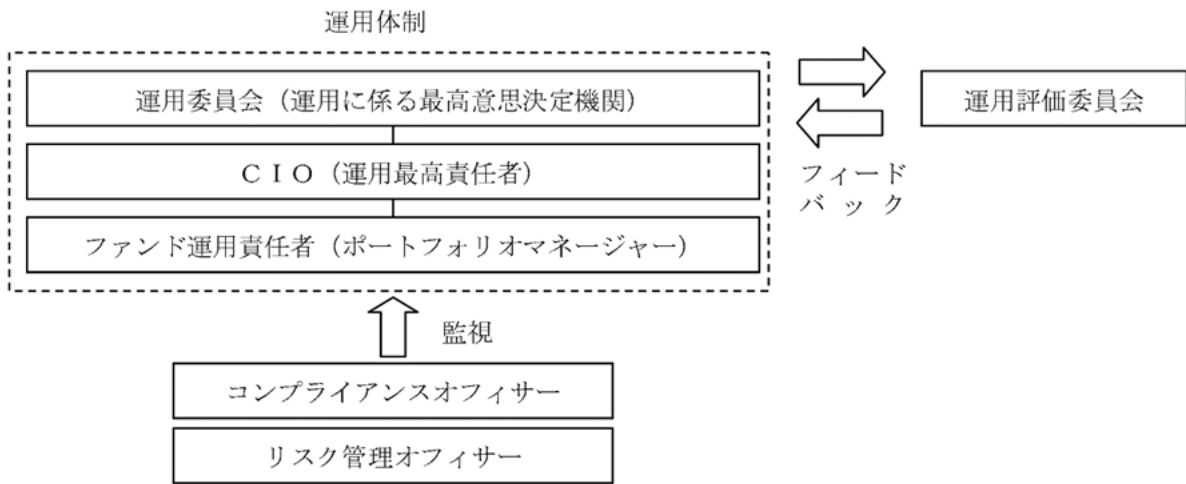 運用体制
運用委員会（運用に係る最高意思決定機関）
ＣＩＯ（運用最高責任者）
ファンド運用責任者（ポートフォリオマネージャー）
運用評価委員会
フィード
バック
監視
コンプライアンスオフィサー
リスク管理オフィサー